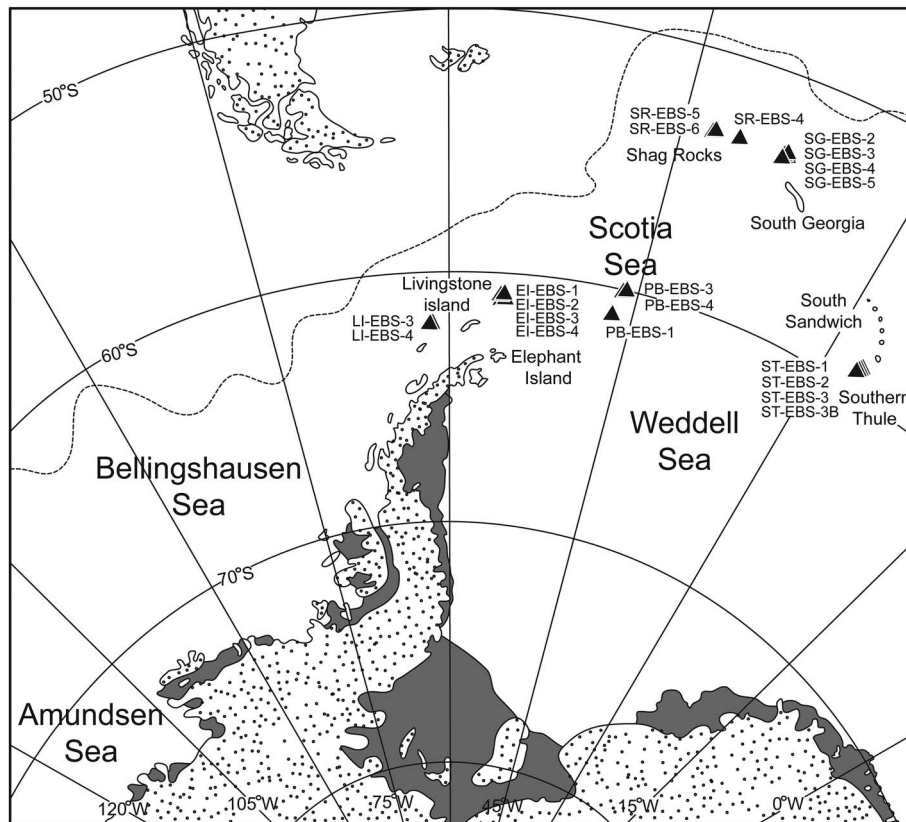 50°S
SR-EBS-5
SR-EBS-6
SR-EBS-4
Shag Rocks
SG-EBS-2
SG-EBS-3
SG-EBS-4
SG-EBS-5
South Georgia
Scotia
Sea
Livingstone
island
LI-EBS-3
LI-EBS-4
EI-EBS-1
EI-EBS-2
EI-EBS-3
EI-EBS-4
Elephant
Island
PB-EBS-3
PB-EBS-4
PB-EBS-1
South
Sandwich
ST-EBS-1
ST-EBS-2
ST-EBS-3
ST-EBS-3B
Southern
Thule
60°S
Weddell
Sea
Bellingshausen
Sea
70°S
Amundsen
Sea
120°W
105°W
75°W
45°W
15°W
0°W